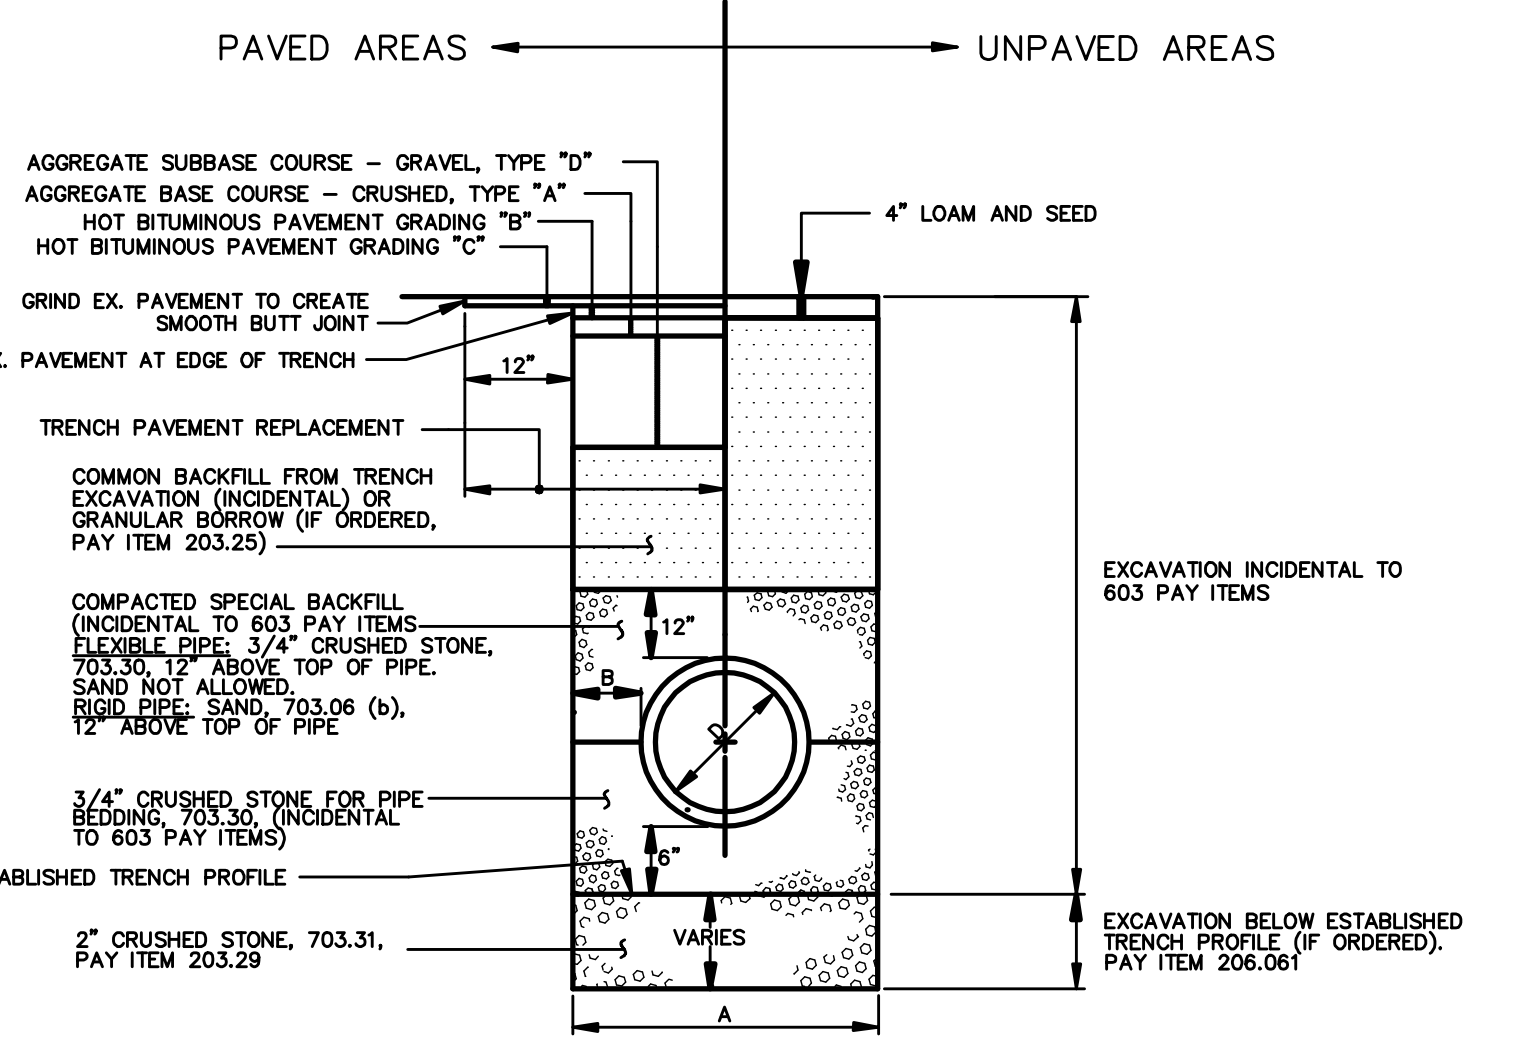 PAVED AREAS
UNPAVED AREAS
AGGREGATE SUBBASE COURSE – GRAVEL, TYPE "D"
AGGREGATE BASE COURSE – CRUSHED, TYPE "A"
HOT BITUMINOUS PAVEMENT GRADING "B"
HOT BITUMINOUS PAVEMENT GRADING "C"
4" LOAM AND SEED
GRIND EX. PAVEMENT TO CREATE
SMOOTH BUTT JOINT
PAVEMENT AT EDGE OF TRENCH
12"
TRENCH PAVEMENT REPLACEMENT
COMMON BACKFILL FROM TRENCH
EXCAVATION (INCIDENTAL) OR
GRANULAR BORROW (IF ORDERED,
PAY ITEM 203.25)
EXCAVATION INCIDENTAL TO
603 PAY ITEMS
COMPACTED SPECIAL BACKFILL
(INCIDENTAL TO 603 PAY ITEMS
FLEXIBLE PIPE: 3/4" CRUSHED STONE,
703.30, 12" ABOVE TOP OF PIPE.
SAND NOT ALLOWED.
RIGID PIPE: SAND, 703.06 (b),
12" ABOVE TOP OF PIPE
12"
B
D
3/4" CRUSHED STONE FOR PIPE
BEDDING, 703.30, (INCIDENTAL
TO 603 PAY ITEMS)
6"
ABLISHED TRENCH PROFILE
2" CRUSHED STONE, 703.31,
PAY ITEM 203.29
VARIES
EXCAVATION BELOW ESTABLISHED
TRENCH PROFILE (IF ORDERED).
PAY ITEM 206.061
A